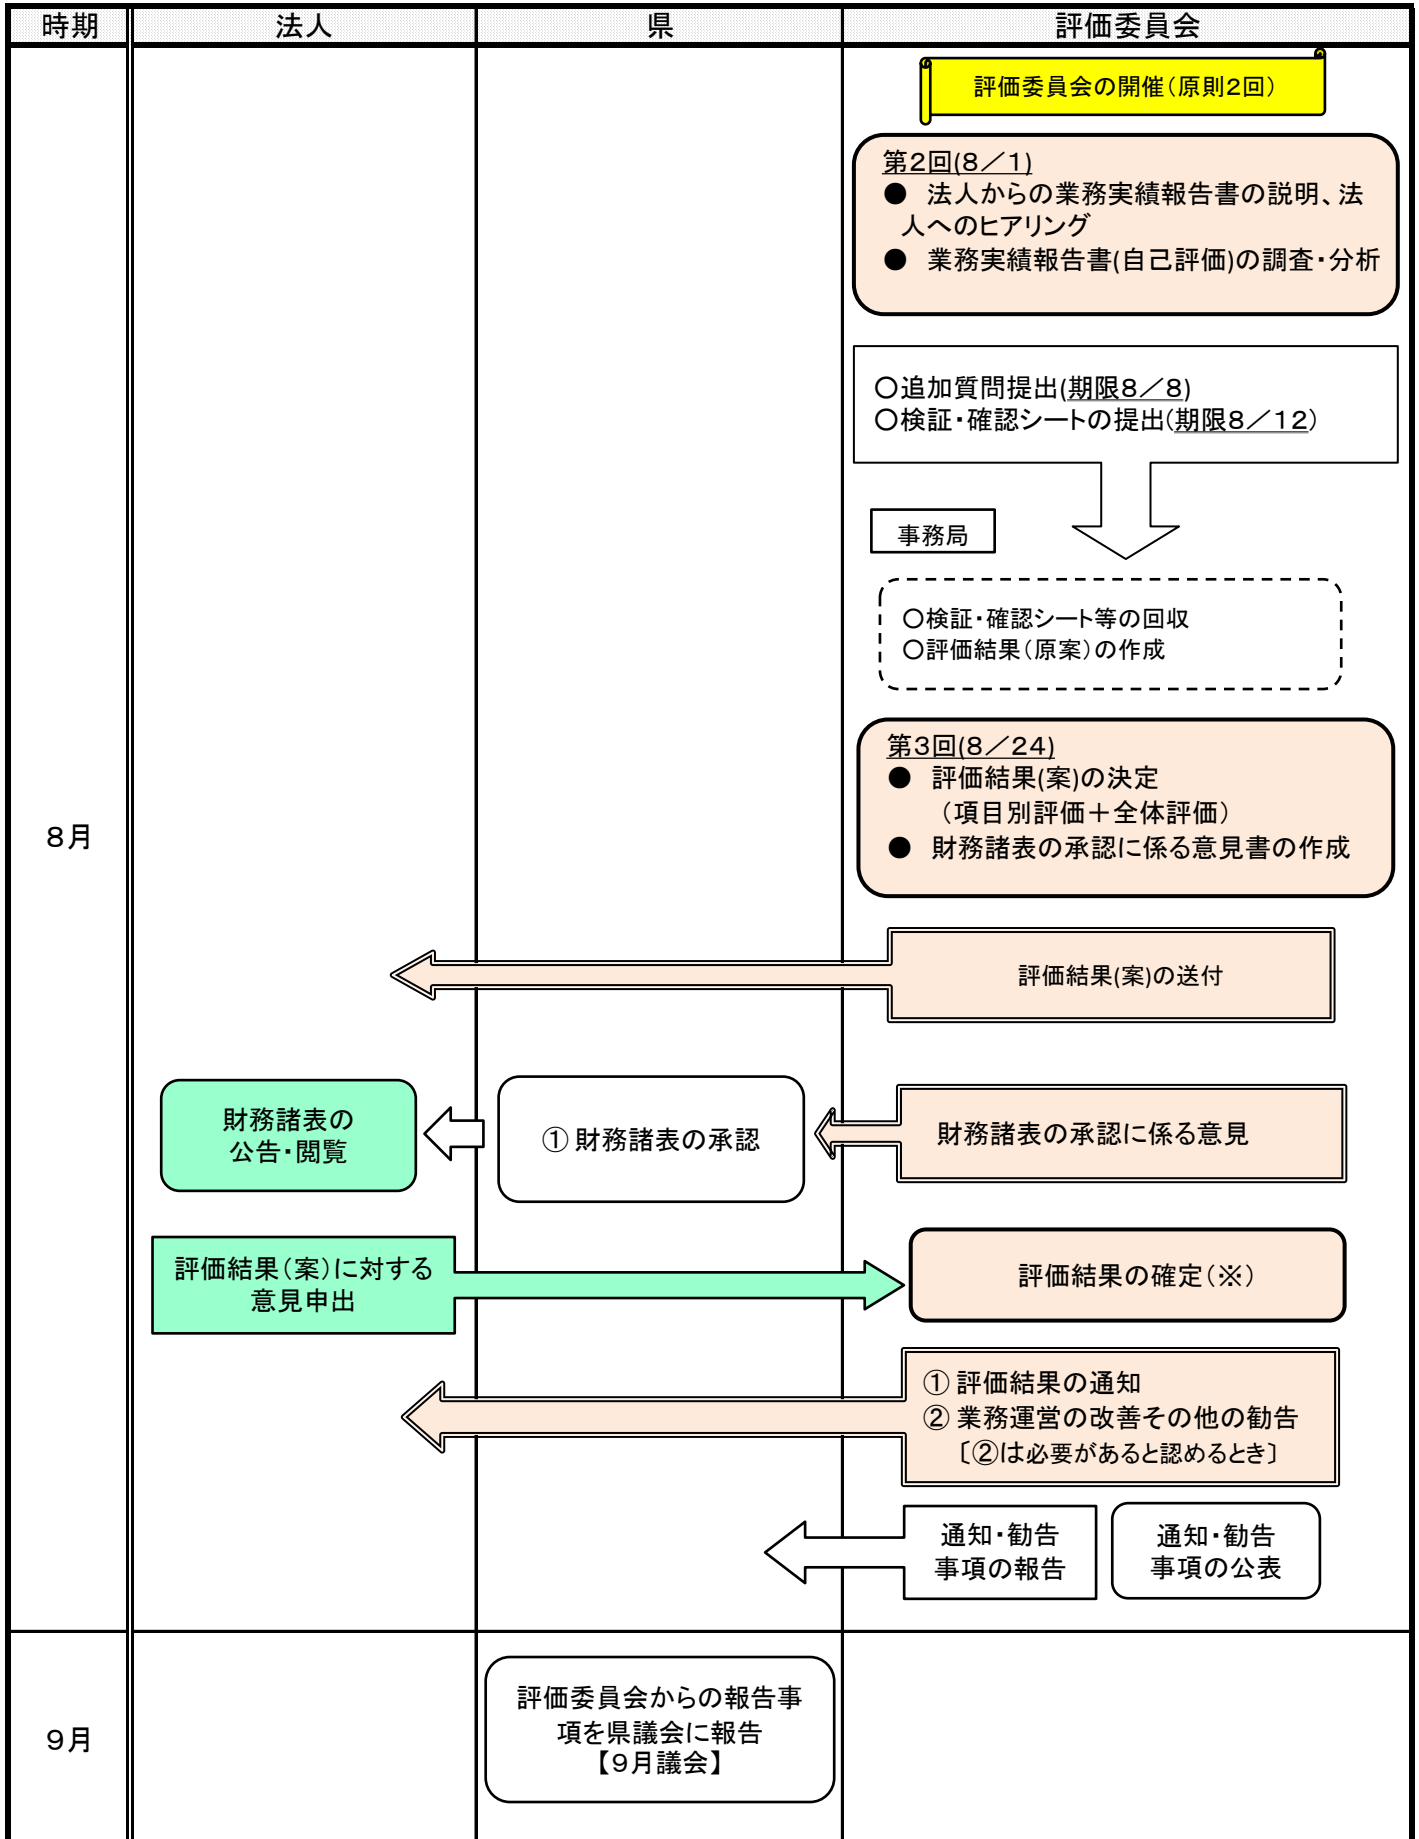 時期
法人
県
評価委員会
評価委員会の開催(原則2回)
第2回(8／1)
● 法人からの業務実績報告書の説明、法
人へのヒアリング
● 業務実績報告書(自己評価)の調査・分析
○追加質問提出(期限8／8)
○検証・確認シートの提出(期限8／12)
事務局
○検証・確認シート等の回収
○評価結果(原案)の作成
第3回(8／24)
● 評価結果(案)の決定
(項目別評価＋全体評価)
● 財務諸表の承認に係る意見書の作成
8月
評価結果(案)の送付
財務諸表の
公告・閲覧
① 財務諸表の承認
財務諸表の承認に係る意見
評価結果(案)に対する
意見申出
評価結果の確定(※)
① 評価結果の通知
② 業務運営の改善その他の勧告
〔②は必要があると認めるとき〕
通知・勧告
事項の報告
通知・勧告
事項の公表
9月
評価委員会からの報告事
項を県議会に報告
【9月議会】